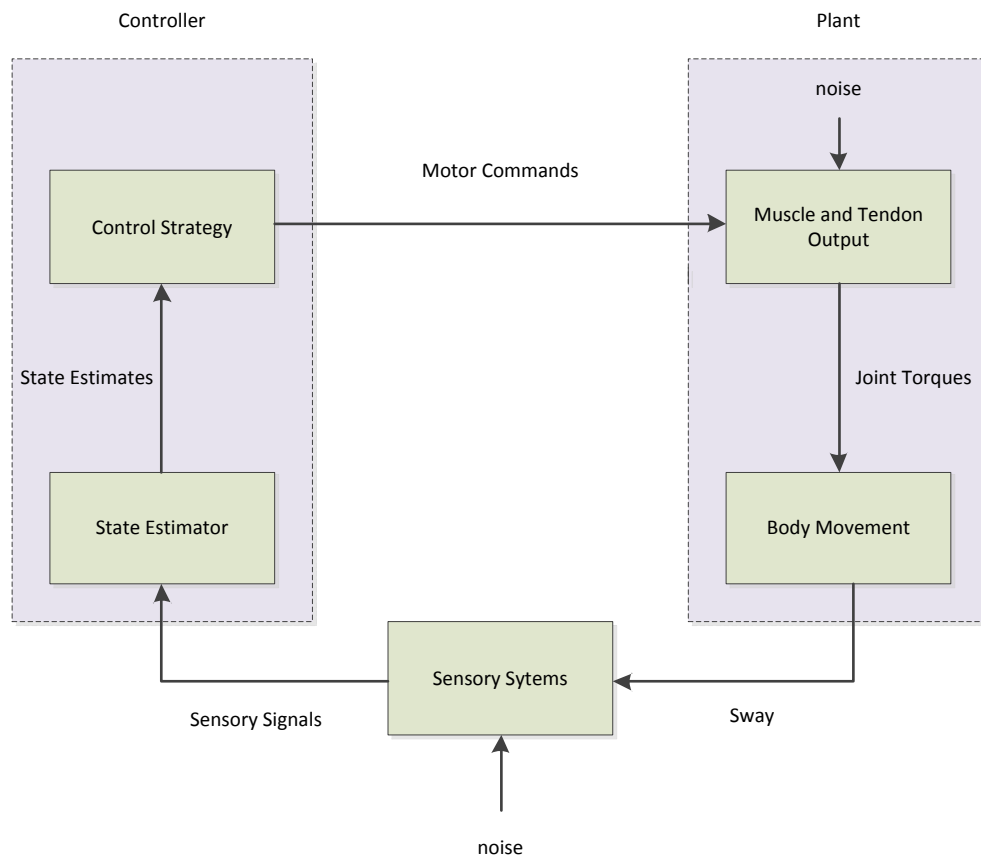 Controller
Plant
noise
Motor Commands
Control Strategy
Muscle and Tendon
Output
State Estimates
Joint Torques
State Estimator
Body Movement
Sensory Sytems
Sensory Signals
Sway
noise